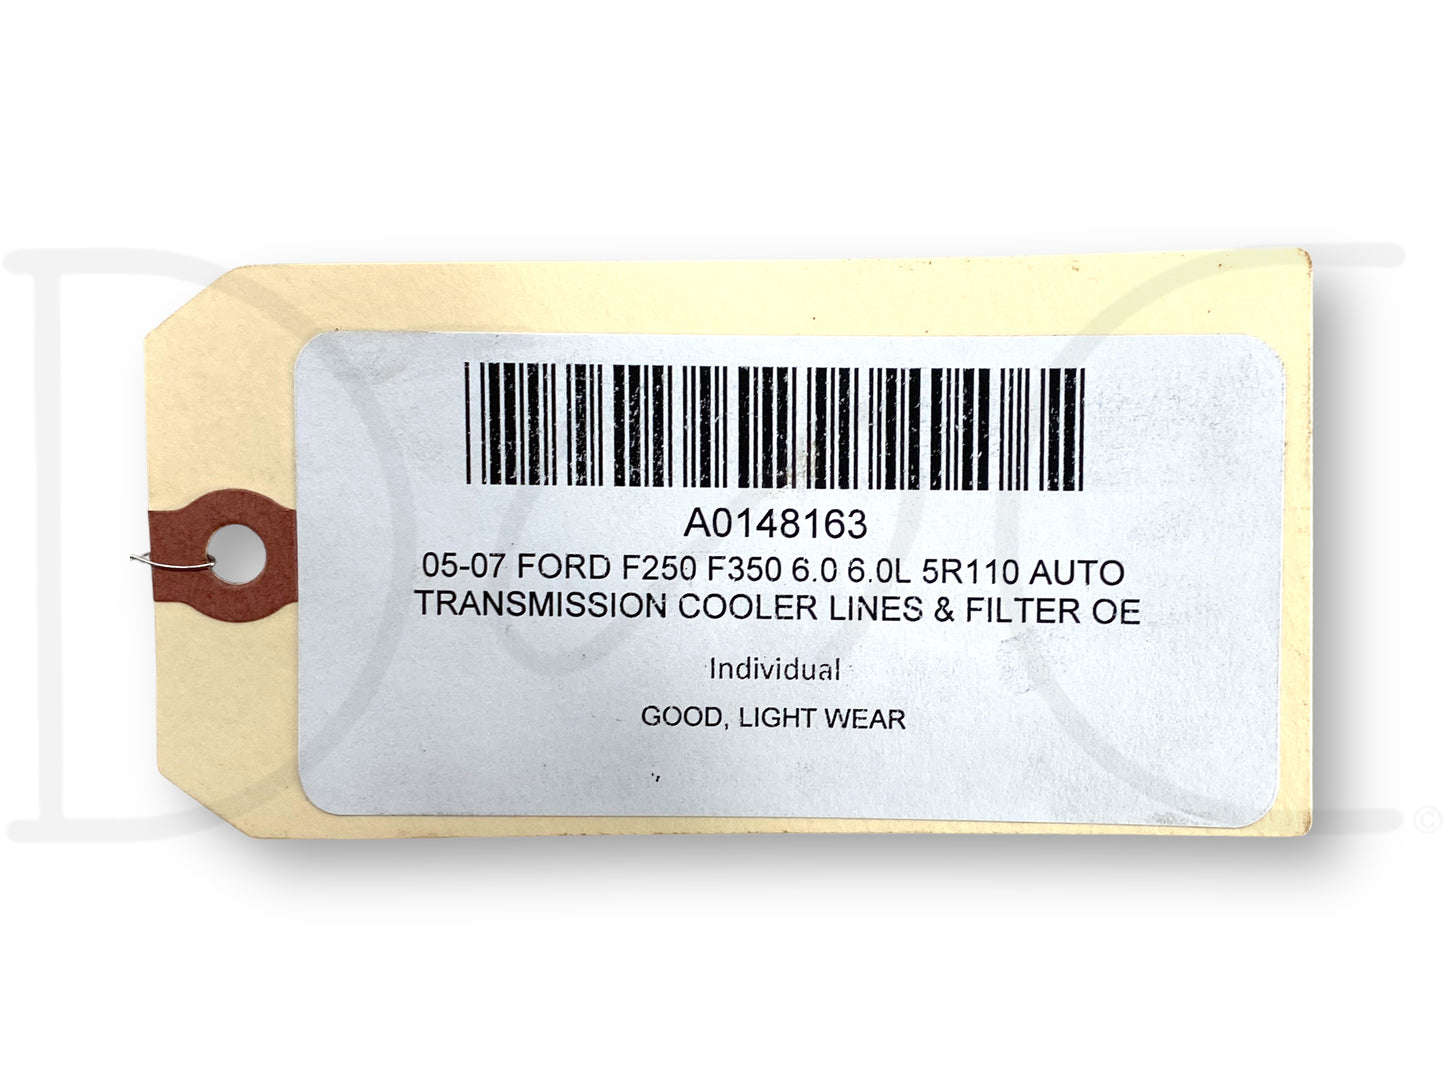 A0148163
05-07 FORD F250 F350 6.0 6.0L 5R110 AUTO
TRANSMISSION COOLER LINES & FILTER OE
Individual
GOOD, LIGHT WEAR
©